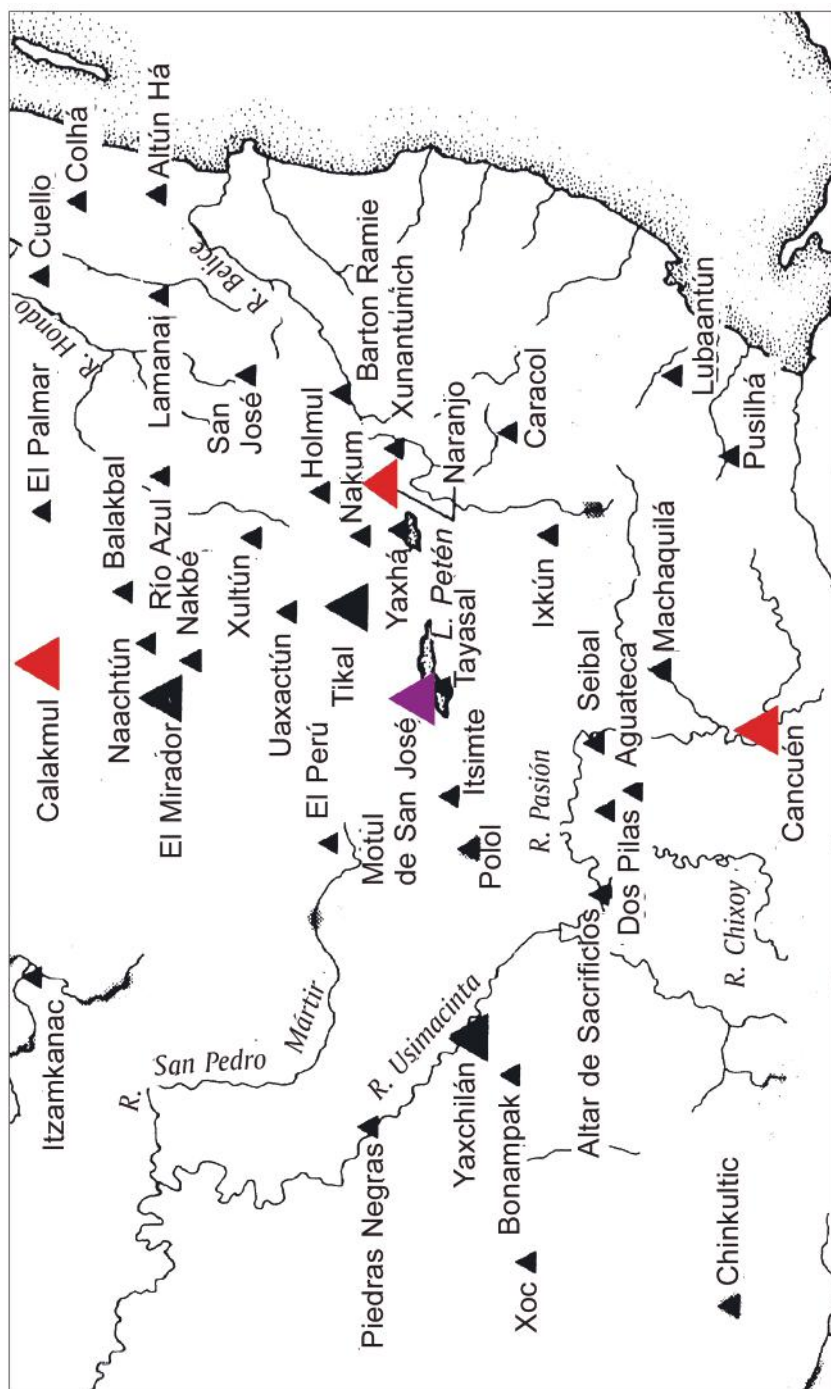 Itzamkanac
Calakmul
El Palmar
Cuello
Colhá
Altún Há
R. Hondo
Naachtún
Balakbal
Río Azul
Nakbé
El Mirador
Lamanaí
R. Belice
San
José
Xultún
Uaxactún
Holmul
R.
San Pedro
Mártir
El Perú
Tikal
Nakum
Barton Ramie
Xunantúnich
Motul
de San José
Yaxhá
Naranjo
L. Petén
Tayasal
Itsimte
Polol
Caracol
Piedras Negras
R. Usimacinta
Yaxchilán
Bonampak
Xoc
R. Pasión
Seibal
Ixkún
Aguateca
Dos Pilas
Altar de Sacrificios
Machaquilá
Lubaantún
Pusilhá
Cancuén
R. Chixoy
Chinkultic